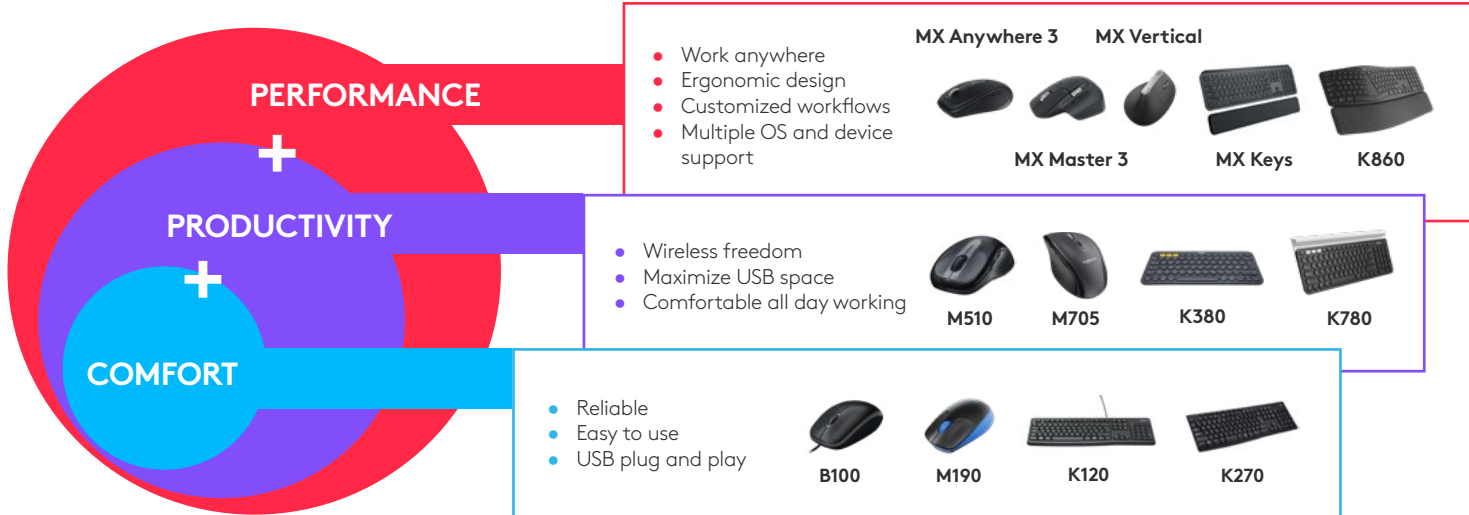 PERFORMANCE
+
Work anywhere
Ergonomic design
Customized workflows
Multiple OS and device
support
MX Anywhere 3
MX Vertical
MX Master 3
MX Keys
K860
PRODUCTIVITY
+
Wireless freedom
Maximize USB space
Comfortable all day working
M510
M705
K380
K780
COMFORT
Reliable
Easy to use
USB plug and play
B100
M190
K120
K270